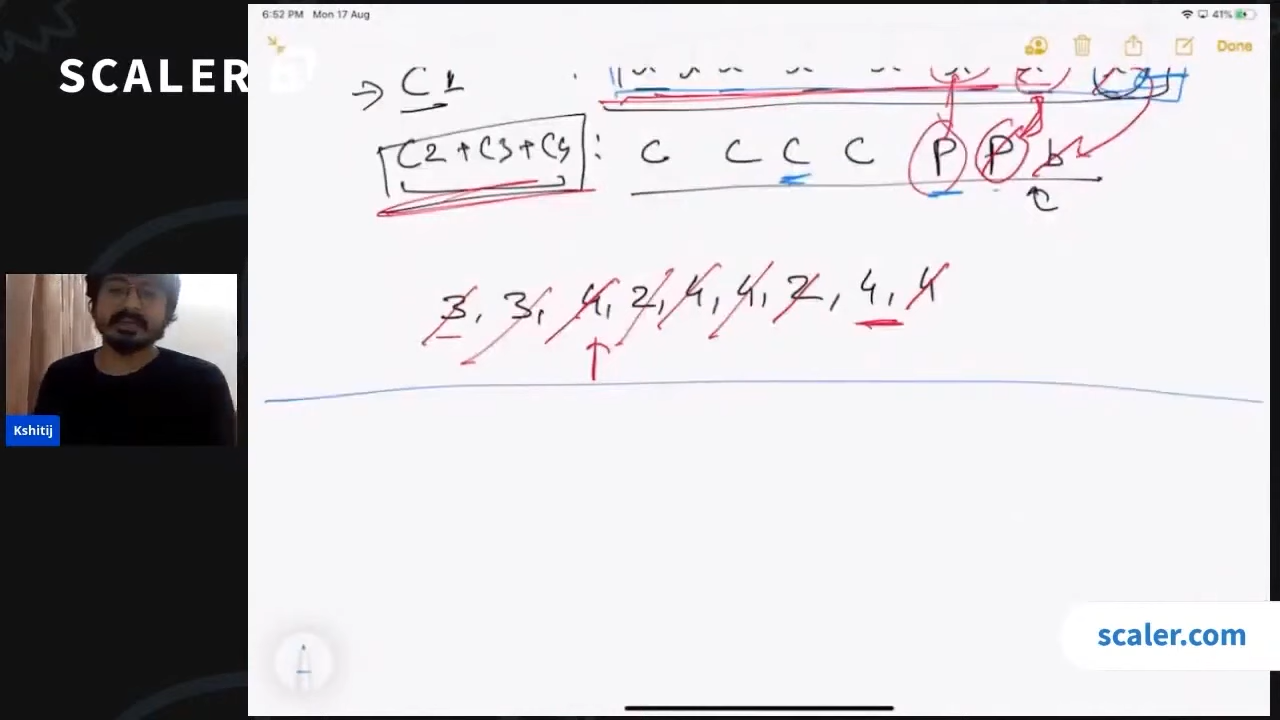 6:52 PM Mon 17 Aug
41%
Done
SCALER
→ C1
C2 + C3 + C4 : C C C C P P b
C
3, 3, 4, 2, 4, 4, 2, 4, 4
Kshitij
scaler.com